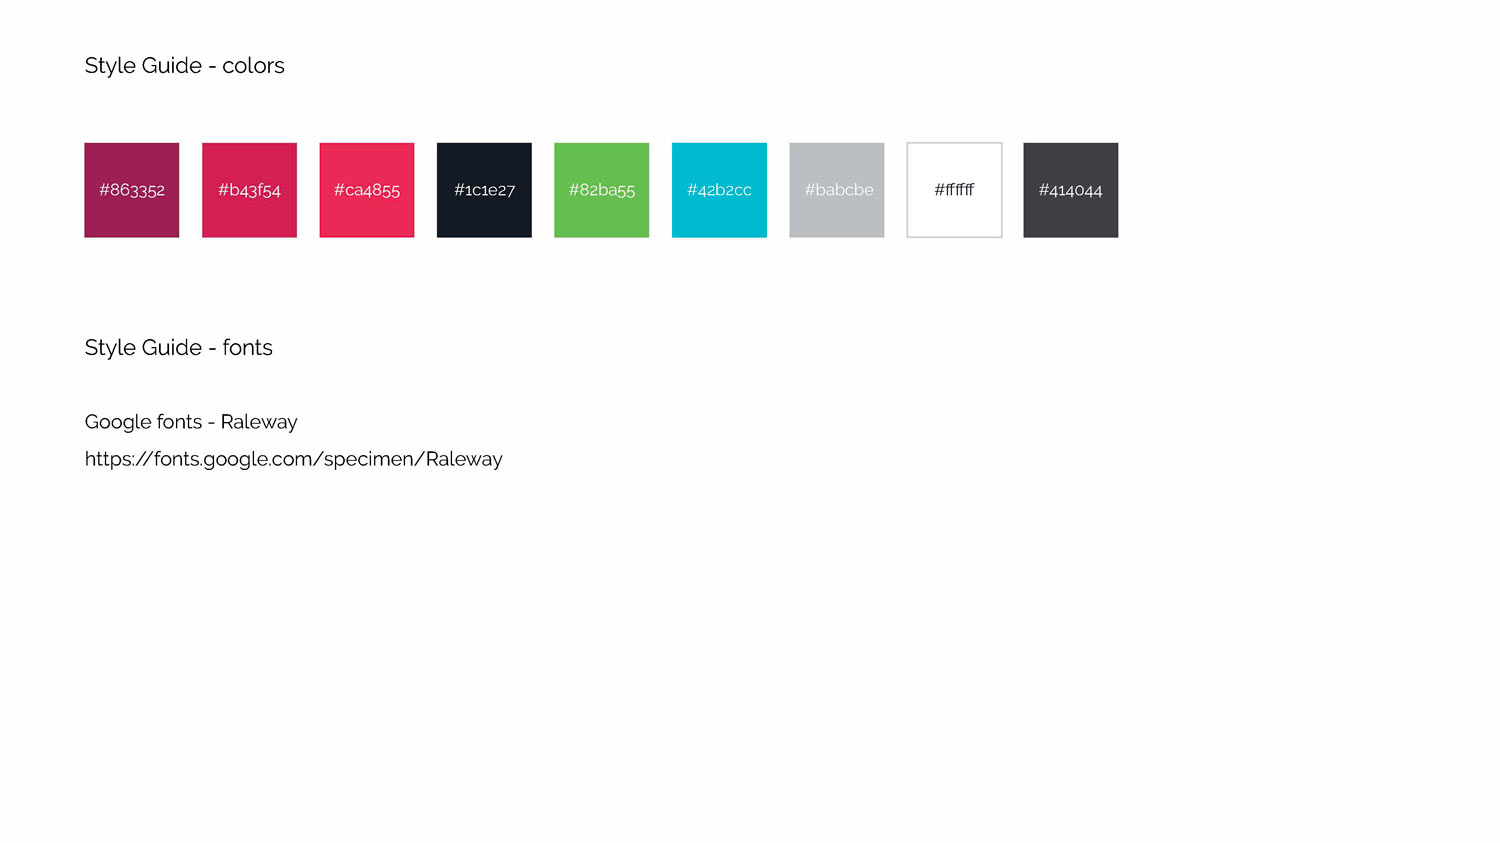 Style Guide - colors
#863352 #b43f54 #ca4855 #1c1e27 #82ba55 #42b2cc #babcbe #ffffff #414044
Style Guide - fonts
Google fonts - Raleway
https://fonts.google.com/specimen/Raleway